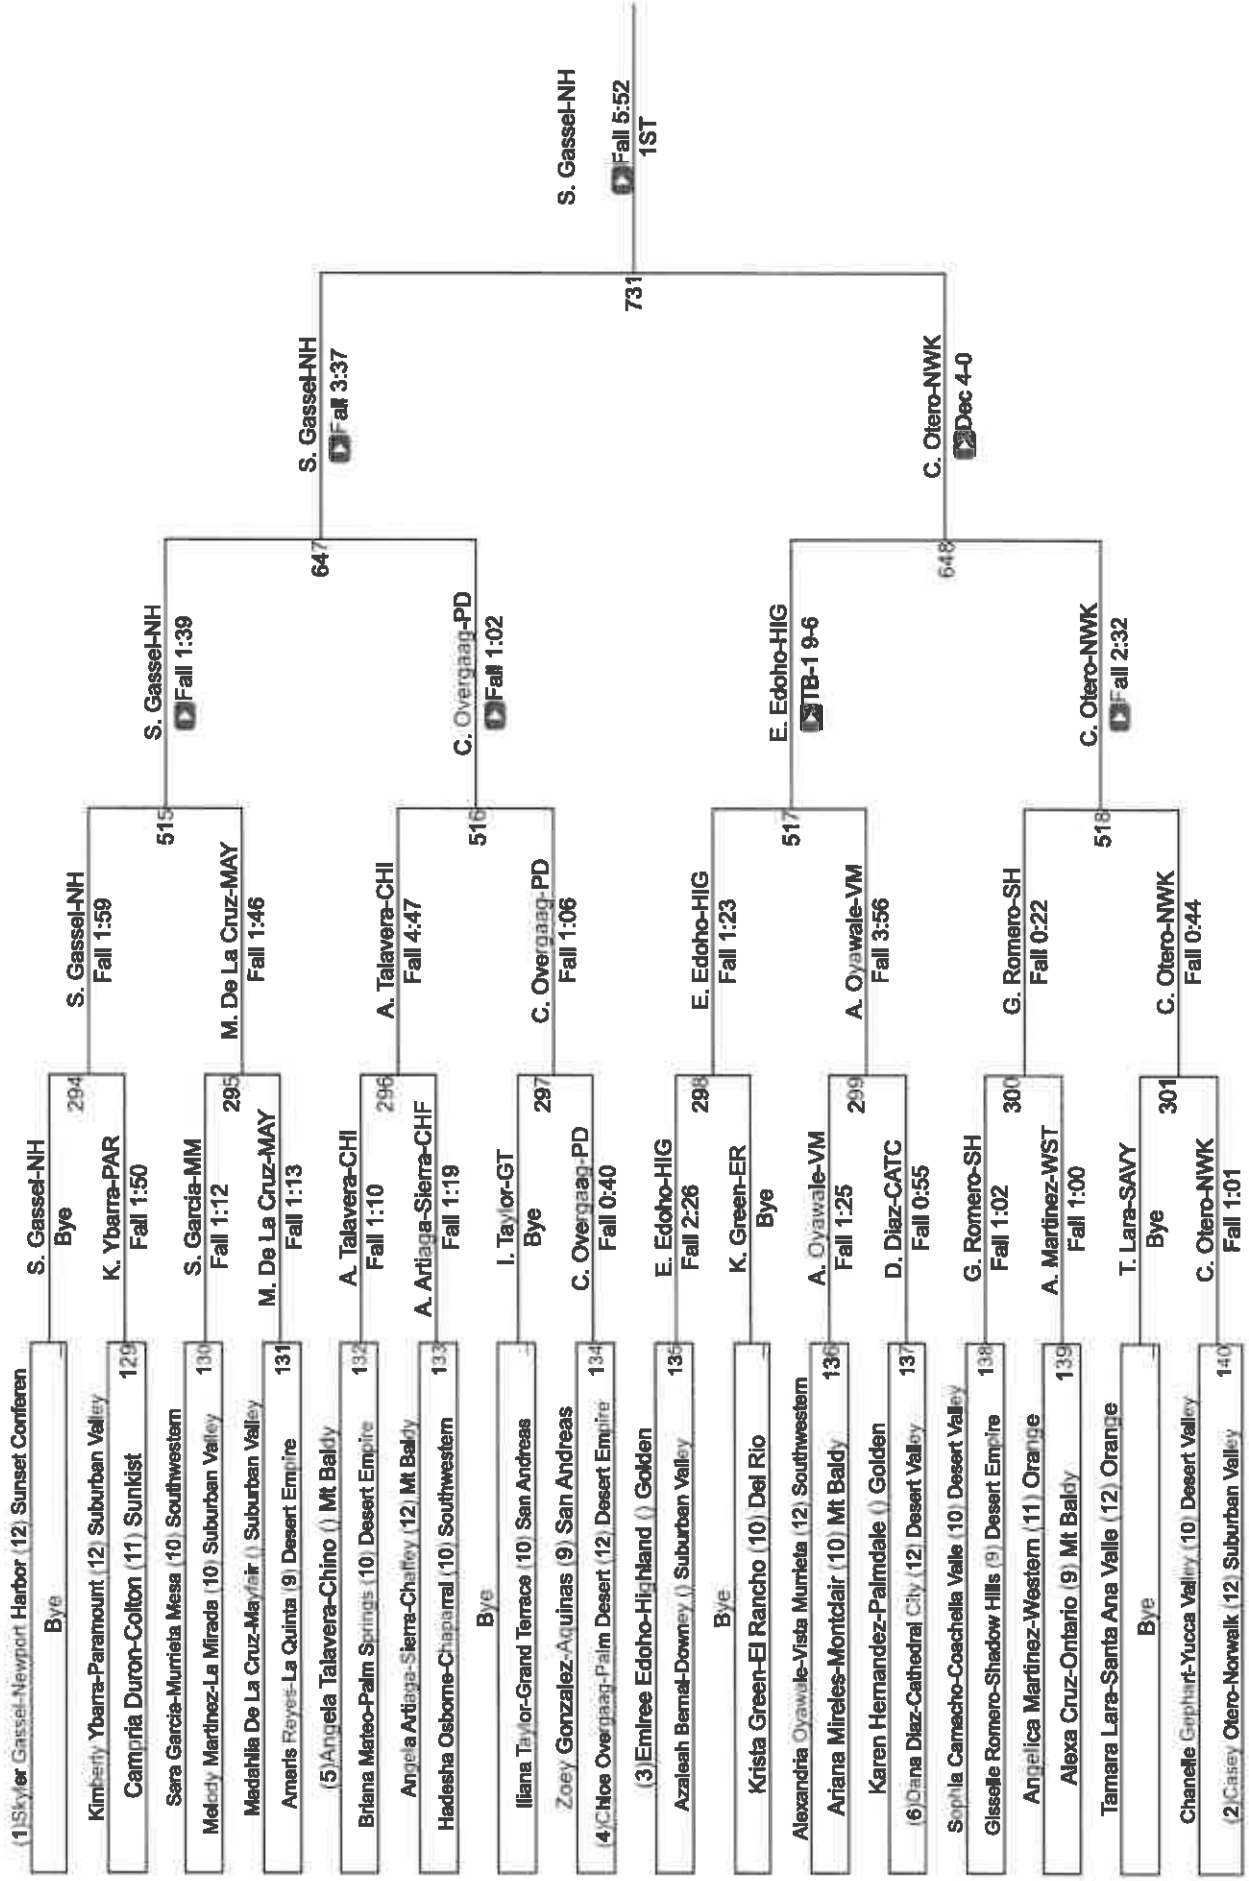 (1)Skyler Gassel-Newport Harbor (12) Sunset Conferen
Bye
Kimberly Ybarra-Paramount (12) Suburban Valley
Campria Duron-Colton (11) Sunkist
129
Sara Garcia-Murrieta Mesa (10) Southwestern
Melody Martinez-La Mirada (10) Suburban Valley
130
Madahlia De La Cruz-Mayfair () Suburban Valley
Ameris Reyes-La Quinta (9) Desert Empire
131
(5)Angela Talavera-Chino () Mt Baldy
Briana Mateo-Palm Springs (10) Desert Empire
132
Angela Artiaga-Sierra-Chaffey (12) Mt Baldy
Hadesha Osborne-Chaparral (10) Southwestern
133
Bye
Iliana Taylor-Grand Terrace (10) San Andreas
Zoey Gonzalez-Aquinas (9) San Andreas
(4)Chloe Overgaag-Palm Desert (12) Desert Empire
134
(3)Emiree Edoho-Highland () Golden
Azaleah Bernal-Downey () Suburban Valley
135
Bye
Krista Green-El Rancho (10) Del Rio
Alexandria Oyawale-Vista Murrieta (12) Southwestern
Ariana Mireles-Montclair (10) Mt Baldy
136
Karen Hernandez-Palmdale () Golden
(6)Dana Diaz-Cathedral City (12) Desert Valley
137
Sophia Camacho-Coachella Valle (10) Desert Valley
Gisselle Romero-Shadow Hills (9) Desert Empire
138
Angelica Martinez-Western (11) Orange
Alexa Cruz-Ontario (9) Mt Baldy
139
Tamara Lara-Santa Ana Valle (12) Orange
Bye
Chanelle Gephart-Yucca Valley (10) Desert Valley
(2)Casey Otero-Norwalk (12) Suburban Valley
140
S. Gassel-NH
Bye
294
K. Ybarra-PAR
Fall 1:50
S. Garcia-MM
Fall 1:12
295
M. De La Cruz-MAY
Fall 1:13
A. Talavera-CHI
Fall 1:10
296
A. Artiaga-Sierra-CHF
Fall 1:19
I. Taylor-GT
Bye
297
C. Overgaag-PD
Fall 0:40
E. Edoho-HIG
Fall 2:26
298
K. Green-ER
Bye
A. Oyawale-VM
Fall 1:25
299
D. Diaz-CATC
Fall 0:55
G. Romero-SH
Fall 1:02
300
A. Martinez-WST
Fall 1:00
T. Lara-SAVY
Bye
301
C. Otero-NWK
Fall 1:01
S. Gassel-NH
Fall 1:59
515
M. De La Cruz-MAY
Fall 1:46
A. Talavera-CHI
Fall 4:47
516
C. Overgaag-PD
Fall 1:06
E. Edoho-HIG
Fall 1:23
517
A. Oyawale-VM
Fall 3:56
G. Romero-SH
Fall 0:22
518
C. Otero-NWK
Fall 0:44
S. Gassel-NH
Fall 1:39
647
C. Overgaag-PD
Fall 1:02
E. Edoho-HIG
TB-1 9-6
648
C. Otero-NWK
Fall 2:32
S. Gassel-NH
Fall 3:37
731
C. Otero-NWK
Dec 4-0
S. Gassel-NH
Fall 5:52
1ST